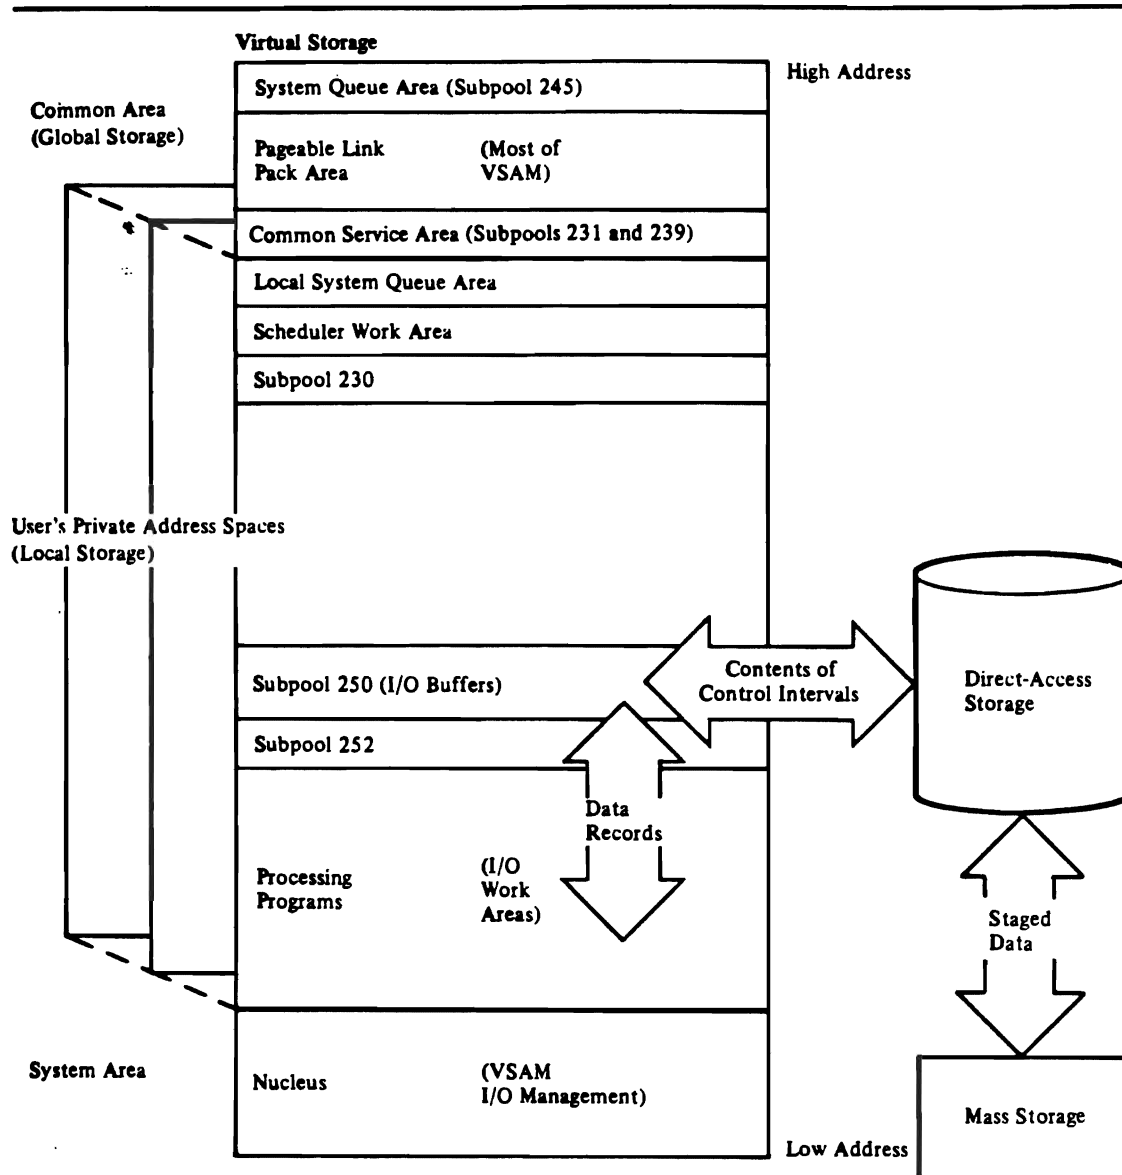 Virtual Storage
High Address
System Queue Area (Subpool 245)
Common Area
(Global Storage)
Pageable Link (Most of
Pack Area VSAM)
Common Service Area (Subpools 231 and 239)
Local System Queue Area
Scheduler Work Area
Subpool 230
User's Private Address Spaces
(Local Storage)
Subpool 250 (I/O Buffers)
Contents of
Control Intervals
Direct-Access
Storage
Subpool 252
Data
Records
Processing (I/O
Programs Work
Areas)
Staged
Data
System Area
Nucleus (VSAM
I/O Management)
Mass Storage
Low Address